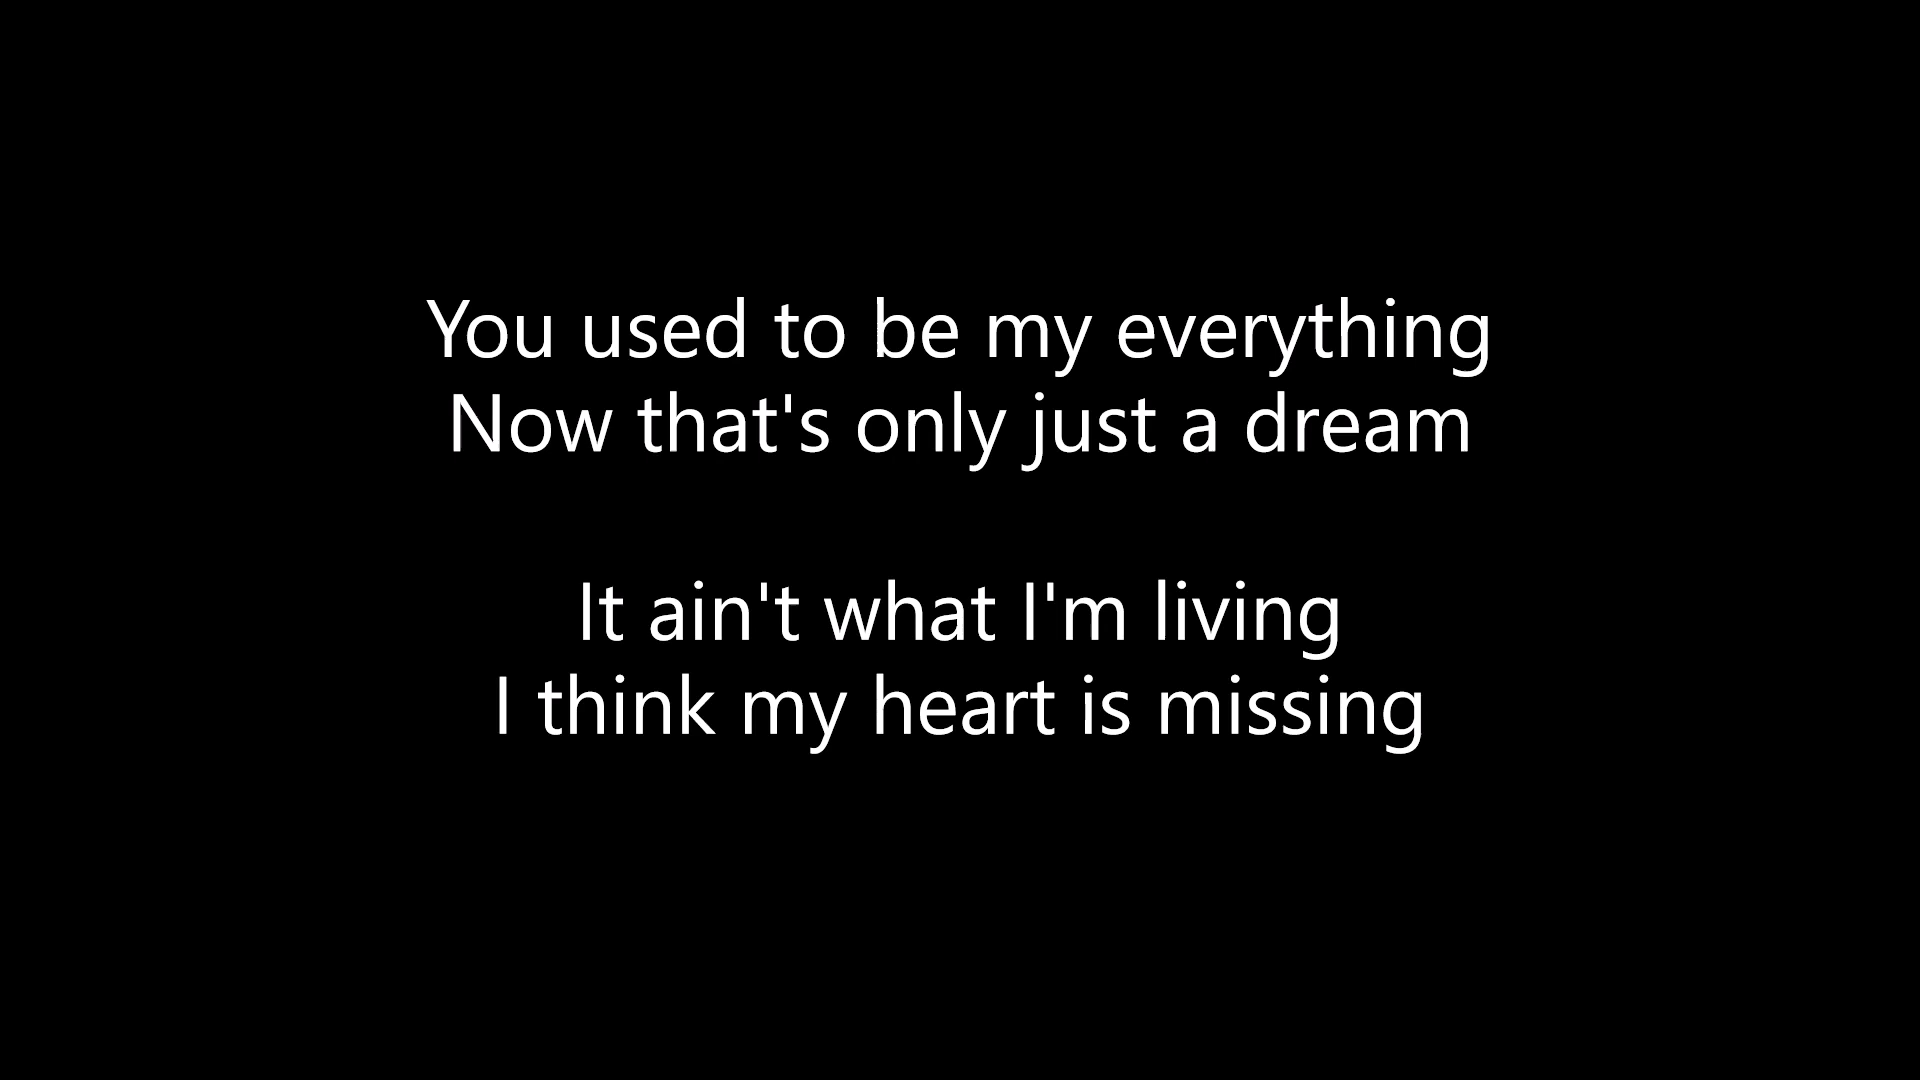 You used to be my everything
Now that's only just a dream
It ain't what I'm living
I think my heart is missing